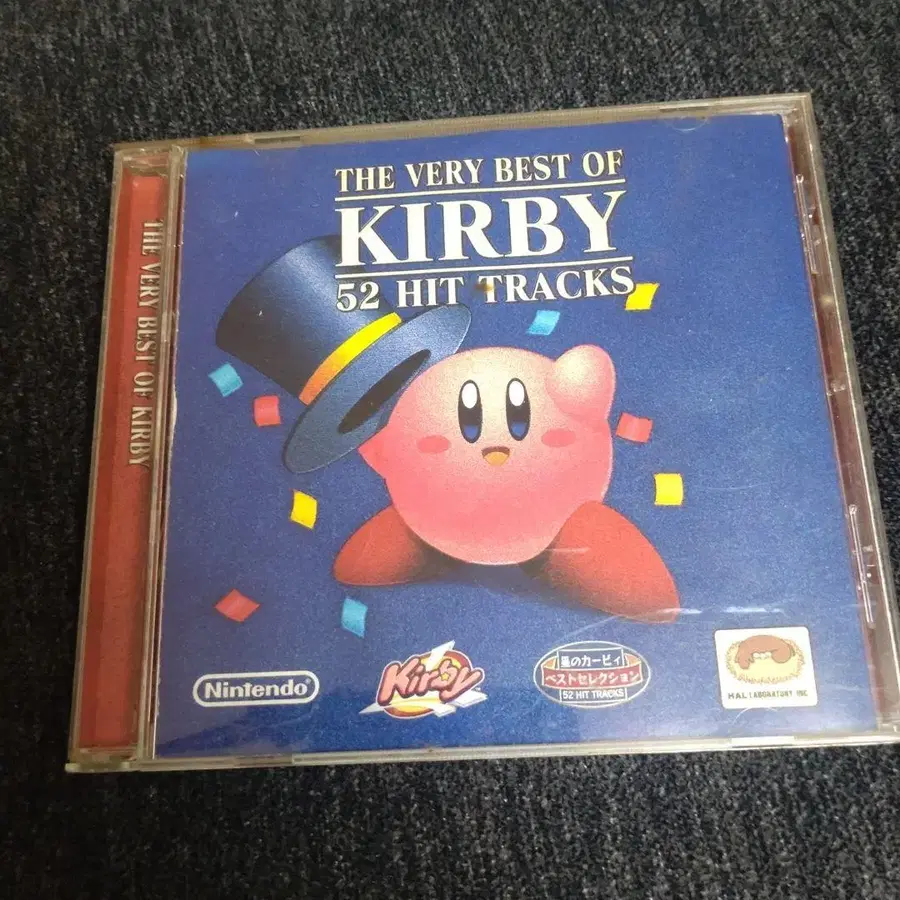 THE VERY BEST OF
KIRBY
52 HIT TRACKS
THE VERY BEST OF KIRBY
Nintendo®
Kirby
星のカービィ
ベストセレクション
52 HIT TRACKS
HAL LABORATORY INC